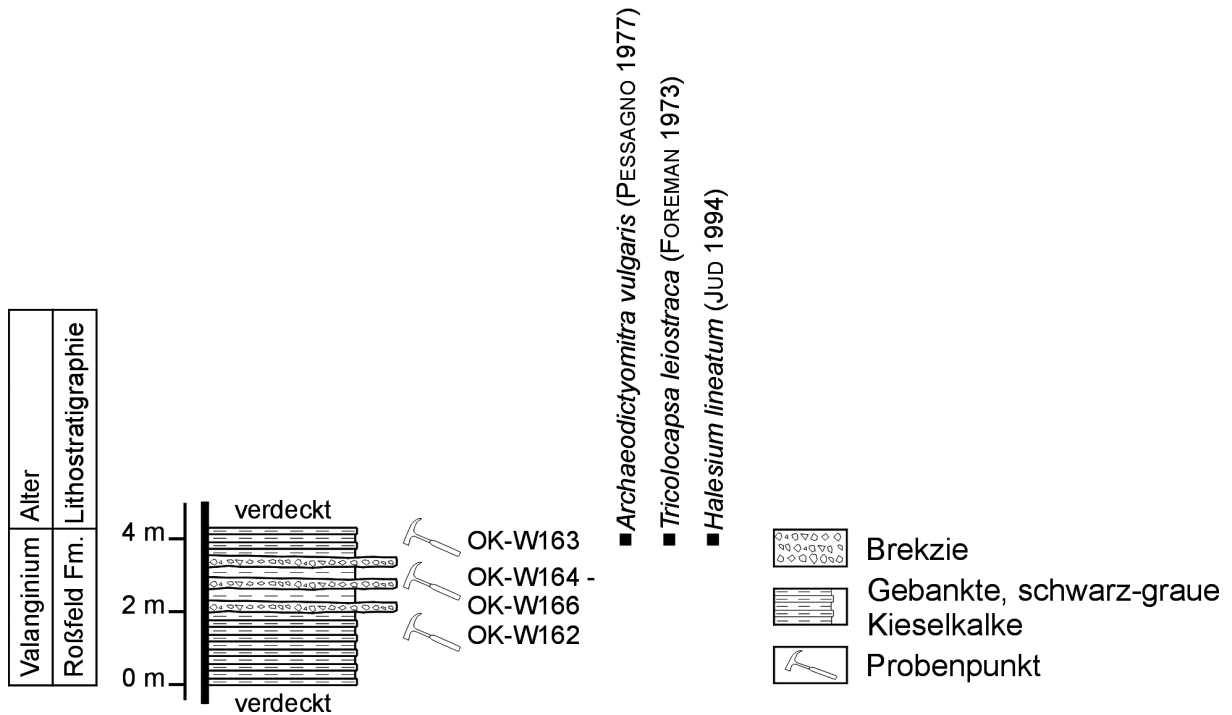 Archaeodictyomitra vulgaris (PESSAGNO 1977)
Tricolocapsa leiostraca (FOREMAN 1973)
Halesium lineatum (JUD 1994)
Alter
Lithostratigraphie
Valanginium
Roßfeld Fm.
verdeckt
4 m
2 m
0 m
verdeckt
OK-W163
OK-W164 -
OK-W166
OK-W162
Brekzie
Gebankte, schwarz-graue
Kieselkalke
Probenpunkt